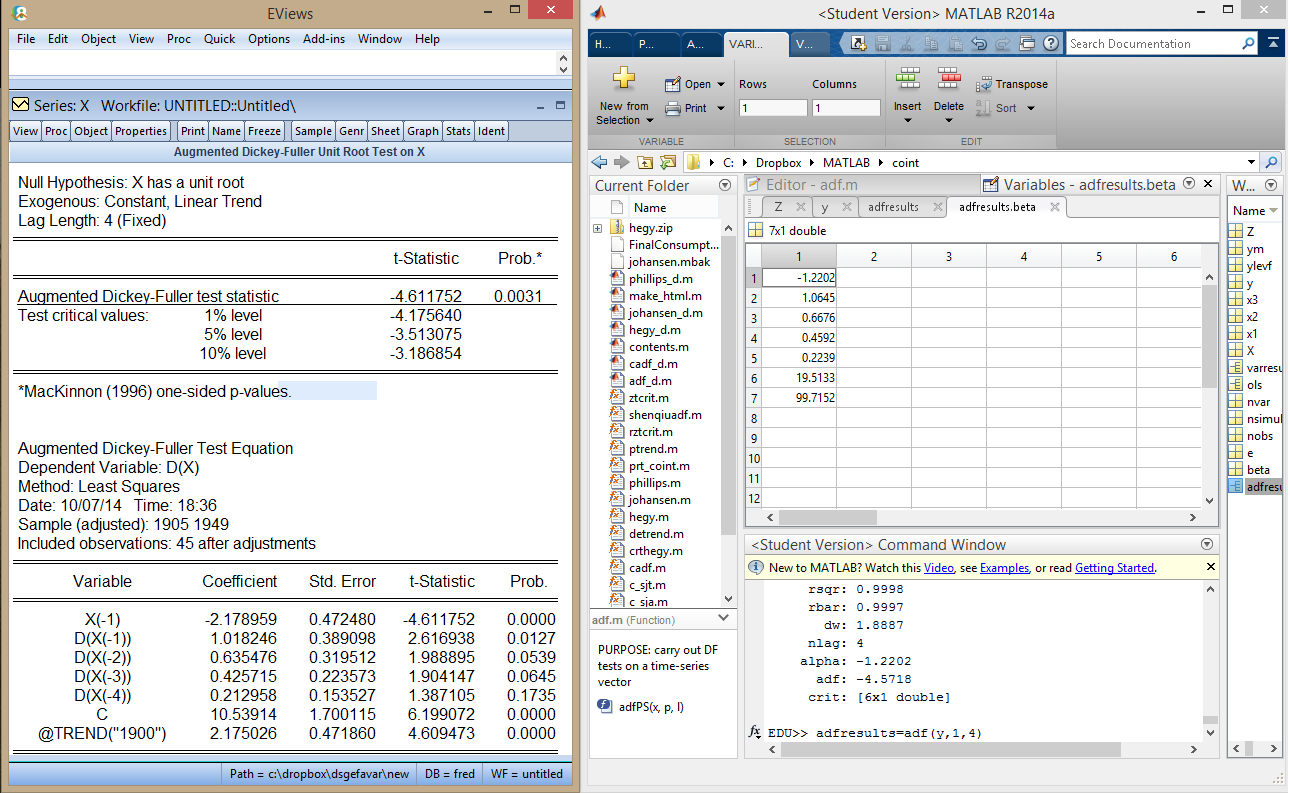 EViews
File Edit Object View Proc Quick Options Add-ins Window Help
Series: X Workfile: UNTITLED::Untitled\
View Proc Object Properties Print Name Freeze Sample Genr Sheet Graph Stats Ident
Augmented Dickey-Fuller Unit Root Test on X
Null Hypothesis: X has a unit root
Exogenous: Constant, Linear Trend
Lag Length: 4 (Fixed)
t-Statistic Prob.*
Augmented Dickey-Fuller test statistic -4.611752 0.0031
Test critical values: 1% level -4.175640
5% level -3.513075
10% level -3.186854
*MacKinnon (1996) one-sided p-values.
Augmented Dickey-Fuller Test Equation
Dependent Variable: D(X)
Method: Least Squares
Date: 10/07/14 Time: 18:36
Sample (adjusted): 1905 1949
Included observations: 45 after adjustments
Variable Coefficient Std. Error t-Statistic Prob.
X(-1) -2.178959 0.472480 -4.611752 0.0000
D(X(-1)) 1.018246 0.389098 2.616938 0.0127
D(X(-2)) 0.635476 0.319512 1.988895 0.0539
D(X(-3)) 0.425715 0.223573 1.904147 0.0645
D(X(-4)) 0.212958 0.153527 1.387105 0.1735
C 10.53914 1.700115 6.199072 0.0000
@TREND("1900") 2.175026 0.471860 4.609473 0.0000
Path = c:\dropbox\dsgefavar\new DB = fred WF = untitled
<Student Version> MATLAB R2014a
H... P... A... VARI... V... Search Documentation
New from Selection Open Print Rows Columns Insert Delete Transpose Sort
1 1
VARIABLE SELECTION EDIT
C: Dropbox MATLAB coint
Current Folder
Name
hegy.zip
FinalConsumpt...
johansen.mbak
phillips_d.m
make_html.m
johansen_d.m
hegy_d.m
contents.m
cadf_d.m
adf_d.m
ztcrit.m
shenqiuadf.m
rztcrit.m
ptrend.m
prt_coint.m
phillips.m
johansen.m
hegy.m
detrend.m
crthegy.m
cadf.m
c_sjt.m
c_sja.m
adf.m (Function)
PURPOSE: carry out DF
tests on a time-series
vector
adfPS(x, p, l)
Editor - adf.m Variables - adfresults.beta
Z y adfresults adfresults.beta
7x1 double
1 2 3 4 5 6
1 -1.2202
2 1.0645
3 0.6676
4 0.4592
5 0.2239
6 19.5133
7 99.7152
8
9
10
11
12
<Student Version> Command Window
New to MATLAB? Watch this Video, see Examples, or read Getting Started.
rsqr: 0.9998
rbar: 0.9997
dw: 1.8887
nlag: 4
alpha: -1.2202
adf: -4.5718
crit: [6x1 double]
fx EDU>> adfresults=adf(y,1,4)
W...
Name
Z
ym
ylevf
y
x3
x2
x1
X
varresu
ols
nvar
nsimul
nobs
e
beta
adfresu